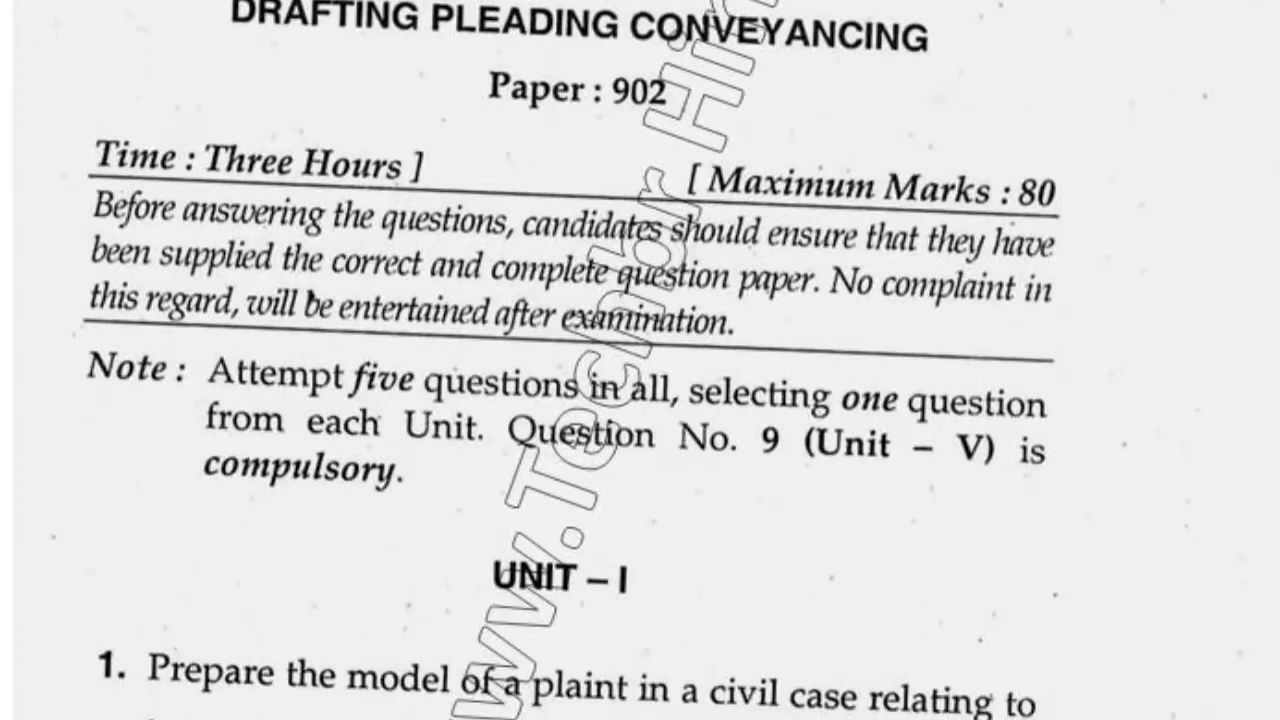 DRAFTING PLEADING CONVEYANCING
Paper : 902
Time : Three Hours ] [ Maximum Marks : 80
Before answering the questions, candidates should ensure that they have
been supplied the correct and complete question paper. No complaint in
this regard, will be entertained after examination.
Note : Attempt five questions in all, selecting one question
from each Unit. Question No. 9 (Unit – V) is
compulsory.
UNIT – I
1. Prepare the model of a plaint in a civil case relating to